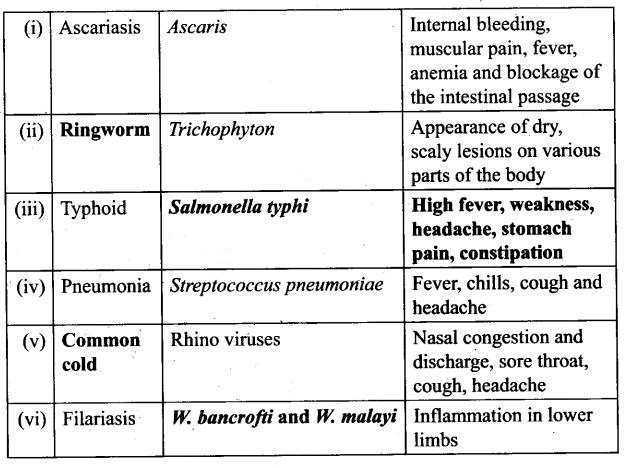 (i) Ascariasis Ascaris Internal bleeding,
muscular pain, fever,
anemia and blockage of
the intestinal passage
(ii) Ringworm Trichophyton Appearance of dry,
scaly lesions on various
parts of the body
(iii) Typhoid Salmonella typhi High fever, weakness,
headache, stomach
pain, constipation
(iv) Pneumonia Streptococcus pneumoniae Fever, chills, cough and
headache
(v) Common Rhino viruses Nasal congestion and
cold discharge, sore throat,
cough, headache
(vi) Filariasis W. bancrofti and W. malayi Inflammation in lower
limbs